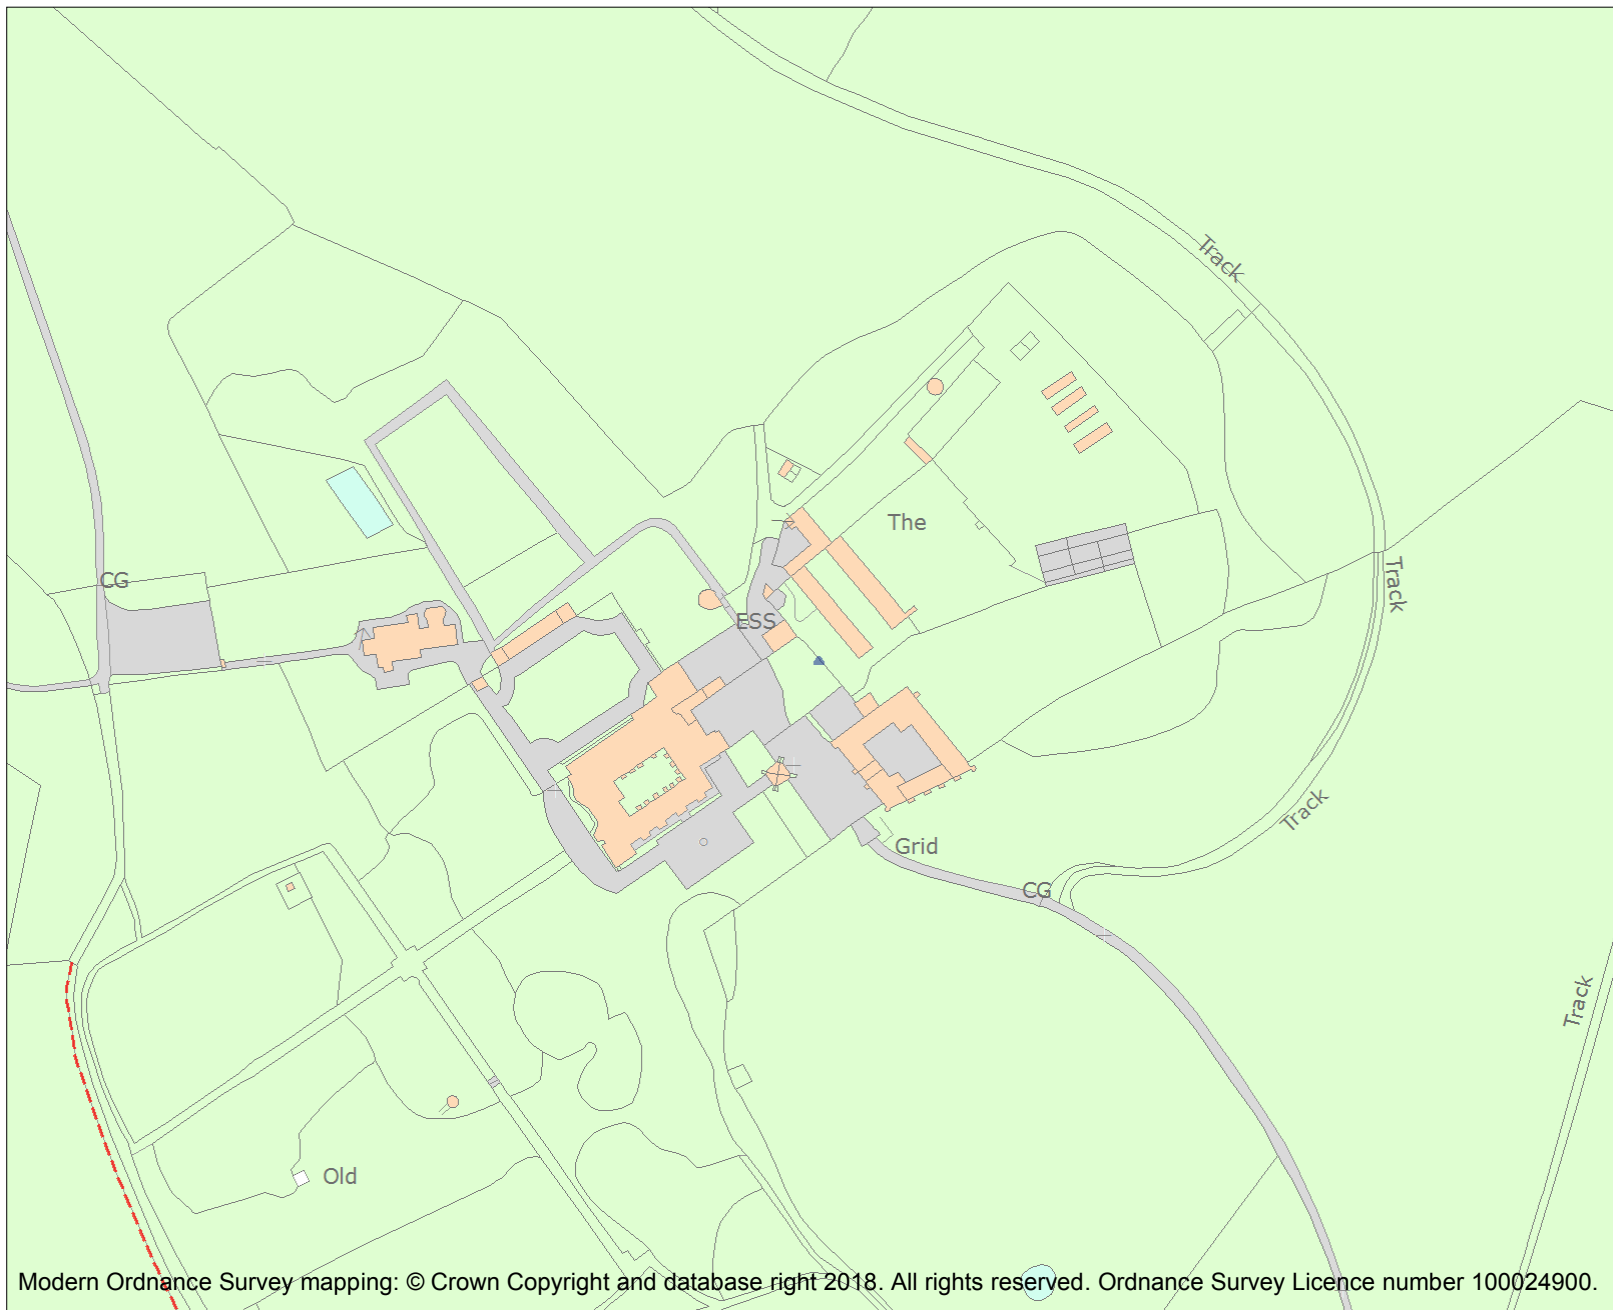 Track
The
CG
Track
ESS
Track
Grid
CG
Track
Old
Modern Ordnance Survey mapping: © Crown Copyright and database right 2018. All rights reserved. Ordnance Survey Licence number 100024900.